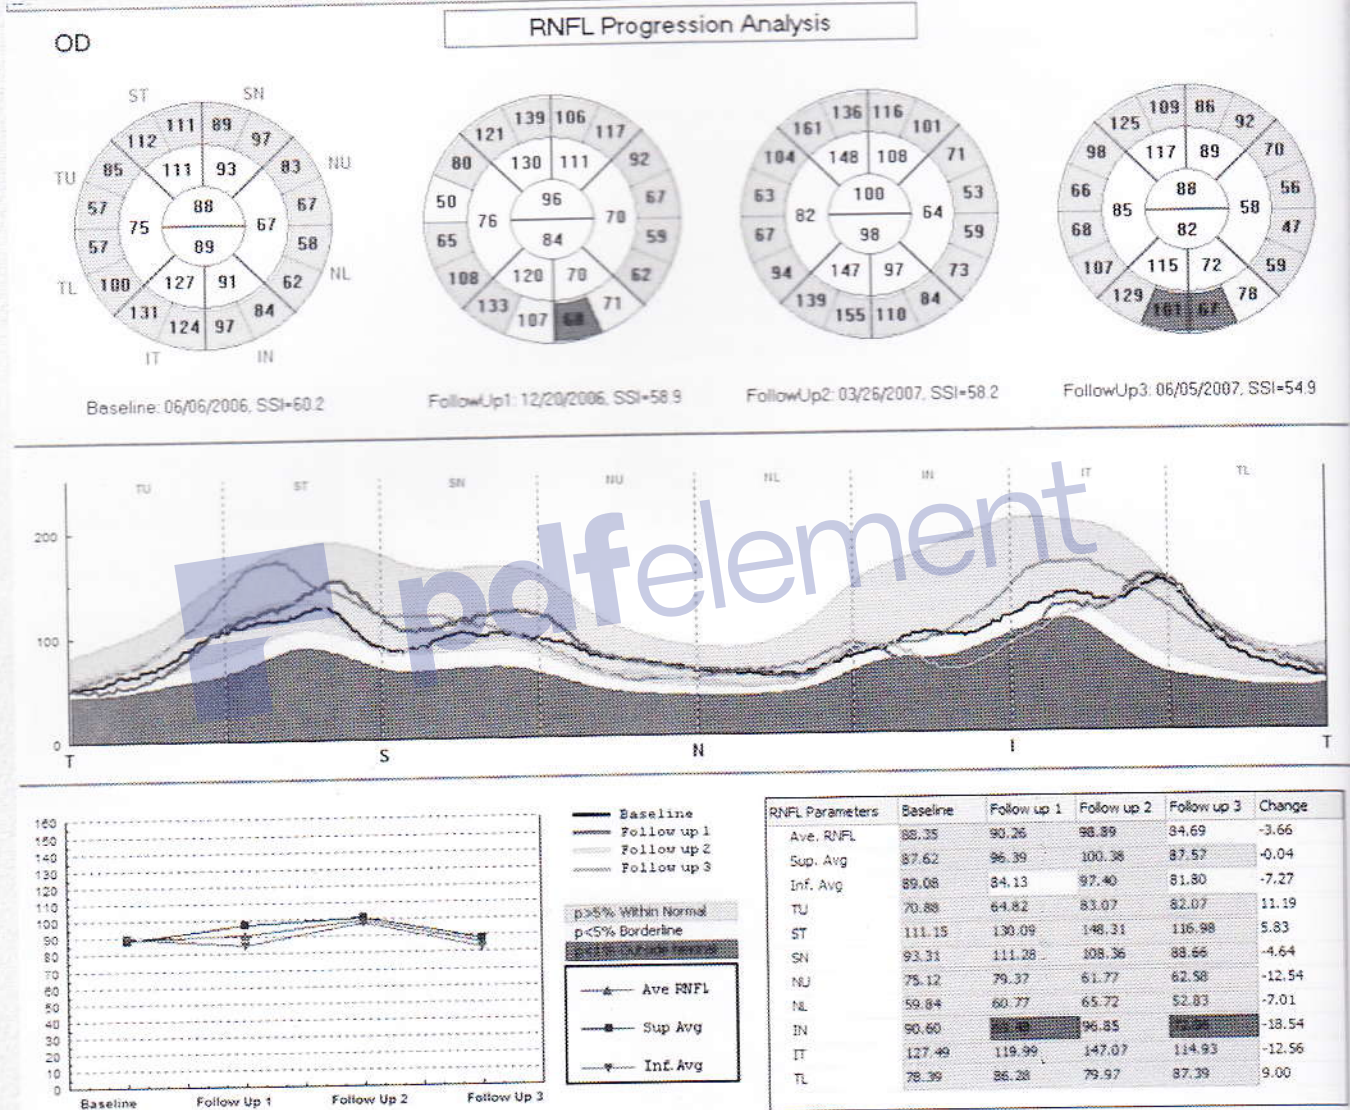 RNFL Progression Analysis
OD
ST SN
TU NU
TL NL
IT IN
111 89
112 97
85 83
57 67
57 58
100 62
131 84
124 97
111 93
75 67
127 91
88
89
139 106
121 117
80 92
50 67
65 59
108 62
133 71
107 68
130 111
76 70
120 70
96
84
136 116
161 101
104 71
63 53
67 59
94 73
139 84
155 110
148 108
82 64
147 97
100
98
109 86
125 92
98 70
66 56
68 47
107 59
129 78
101 67
117 89
85 58
115 72
88
82
Baseline: 06/06/2006, SSI=60.2
FollowUp1: 12/20/2006, SSI=58.9
FollowUp2: 03/26/2007, SSI=58.2
FollowUp3: 06/05/2007, SSI=54.9
TU ST SN NU NL IN IT TL
200
100
0
T S N I T
pdfelement
160
150
140
130
120
110
100
90
80
70
60
50
40
30
20
10
0
Baseline Follow Up 1 Follow Up 2 Follow Up 3
Baseline
Follow up 1
Follow up 2
Follow up 3
p>5% Within Normal
p<5% Borderline
p<1% Outside Normal
Ave RNFL
Sup Avg
Inf. Avg
RNFL Parameters Baseline Follow up 1 Follow up 2 Follow up 3 Change
Ave. RNFL 88.35 90.26 98.89 84.69 -3.66
Sup. Avg 87.62 96.39 100.38 87.57 -0.04
Inf. Avg 89.08 84.13 97.40 81.80 -7.27
TU 70.88 64.82 83.07 82.07 11.19
ST 111.15 130.09 148.31 116.98 5.83
SN 93.31 111.28 108.36 88.66 -4.64
NU 75.12 79.37 61.77 62.58 -12.54
NL 59.84 60.77 65.72 52.83 -7.01
IN 90.60 96.85 -18.54
IT 127.49 119.99 147.07 114.93 -12.56
TL 78.39 86.28 79.97 87.39 9.00